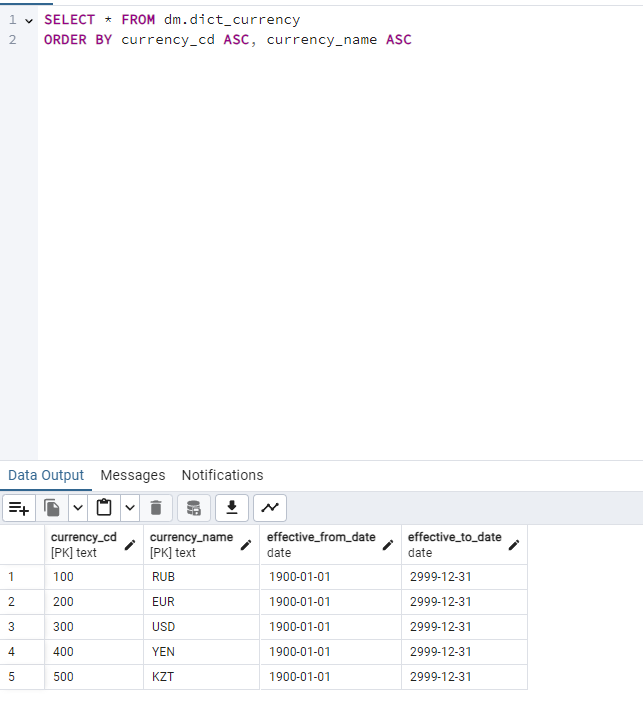 1 SELECT * FROM dm.dict_currency
2 ORDER BY currency_cd ASC, currency_name ASC
Data Output Messages Notifications
currency_cd currency_name effective_from_date effective_to_date
[PK] text [PK] text date date
1 100 RUB 1900-01-01 2999-12-31
2 200 EUR 1900-01-01 2999-12-31
3 300 USD 1900-01-01 2999-12-31
4 400 YEN 1900-01-01 2999-12-31
5 500 KZT 1900-01-01 2999-12-31